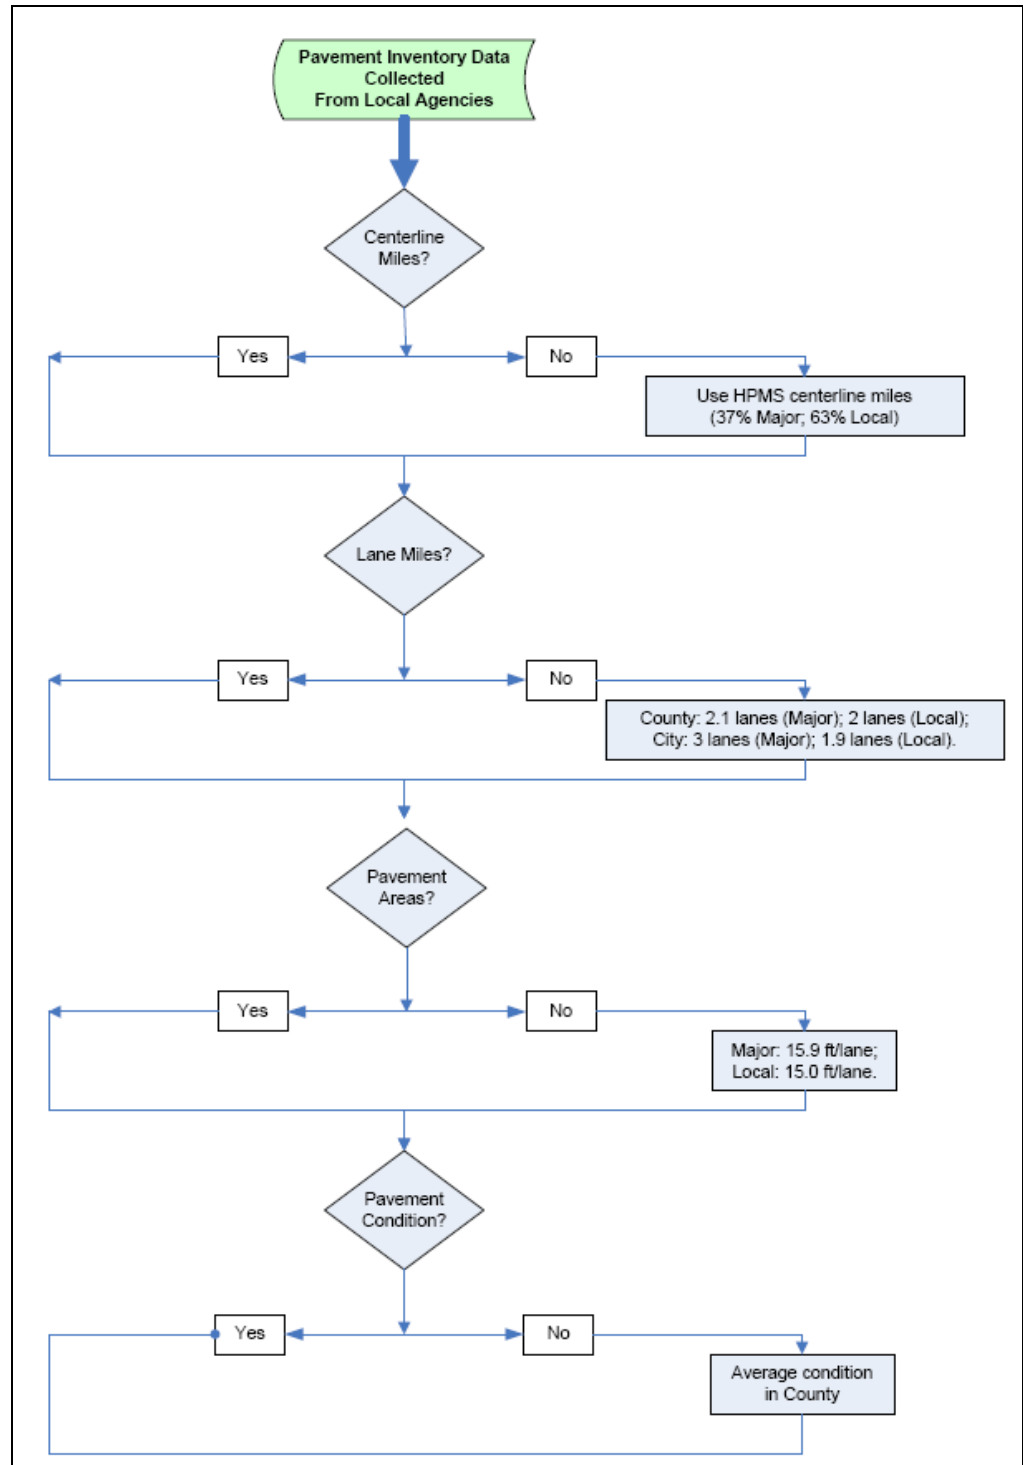 Pavement Inventory Data
Collected
From Local Agencies
Centerline
Miles?
Yes
No
Use HPMS centerline miles
(37% Major; 63% Local)
Lane Miles?
Yes
No
County: 2.1 lanes (Major); 2 lanes (Local);
City: 3 lanes (Major); 1.9 lanes (Local).
Pavement
Areas?
Yes
No
Major: 15.9 ft/lane;
Local: 15.0 ft/lane.
Pavement
Condition?
Yes
No
Average condition
in County